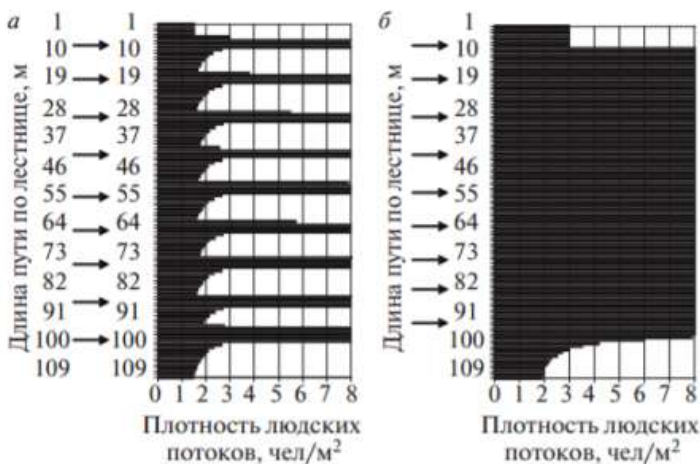 а
Длина пути по лестнице, м
1 1
10 10
19 19
28 28
37 37
46 46
55 55
64 64
73 73
82 82
91 91
100 100
109 109
0 1 2 3 4 5 6 7 8
Плотность людских
потоков, чел/м²
б
Длина пути по лестнице, м
1
10
19
28
37
46
55
64
73
82
91
100
109
0 1 2 3 4 5 6 7 8
Плотность людских
потоков, чел/м²